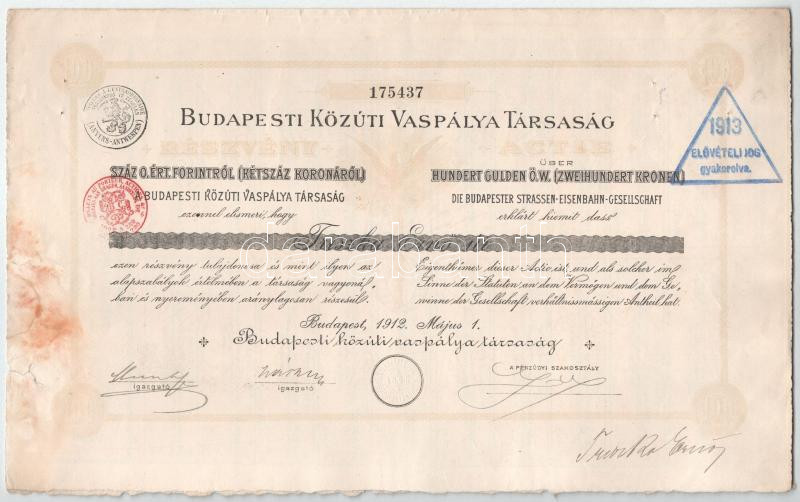 175437
BUDAPESTI KÖZÚTI VASPÁLYA TÁRSASÁG
SZÁZ O.ÉRT. FORINTRÓL (KÉTSZÁZ KORONÁRÓL)
A BUDAPESTI KÖZÚTI VASPÁLYA TÁRSASÁG
ezennel elismeri, hogy
ÜBER
HUNDERT GULDEN Ö.W. (ZWEIHUNDERT KRONEN)
DIE BUDAPESTER STRASSEN-EISENBAHN-GESELLSCHAFT
erklärt hiemit dass
ezen részvény tulajdonosa és mint ilyen az
alapszabályok értelmében a társaság vagyoná-
ban és nyereményében aránylagosan részesül.
Eigenthümer dieser Actie ist, und als solcher im
Sinne der Statuten an dem Vermögen und dem Ge-
winne der Gesellschaft verhältnissmässigen Antheil hat.
Budapest, 1912. Május 1.
Budapesti közúti vaspálya társaság
igazgató
igazgató
A PÉNZÜGYI SZAKOSZTÁLY
1913
ELŐVÉTELI JOG
gyakorolva.
(ANVERS-ANTWERPEN)
darabanth